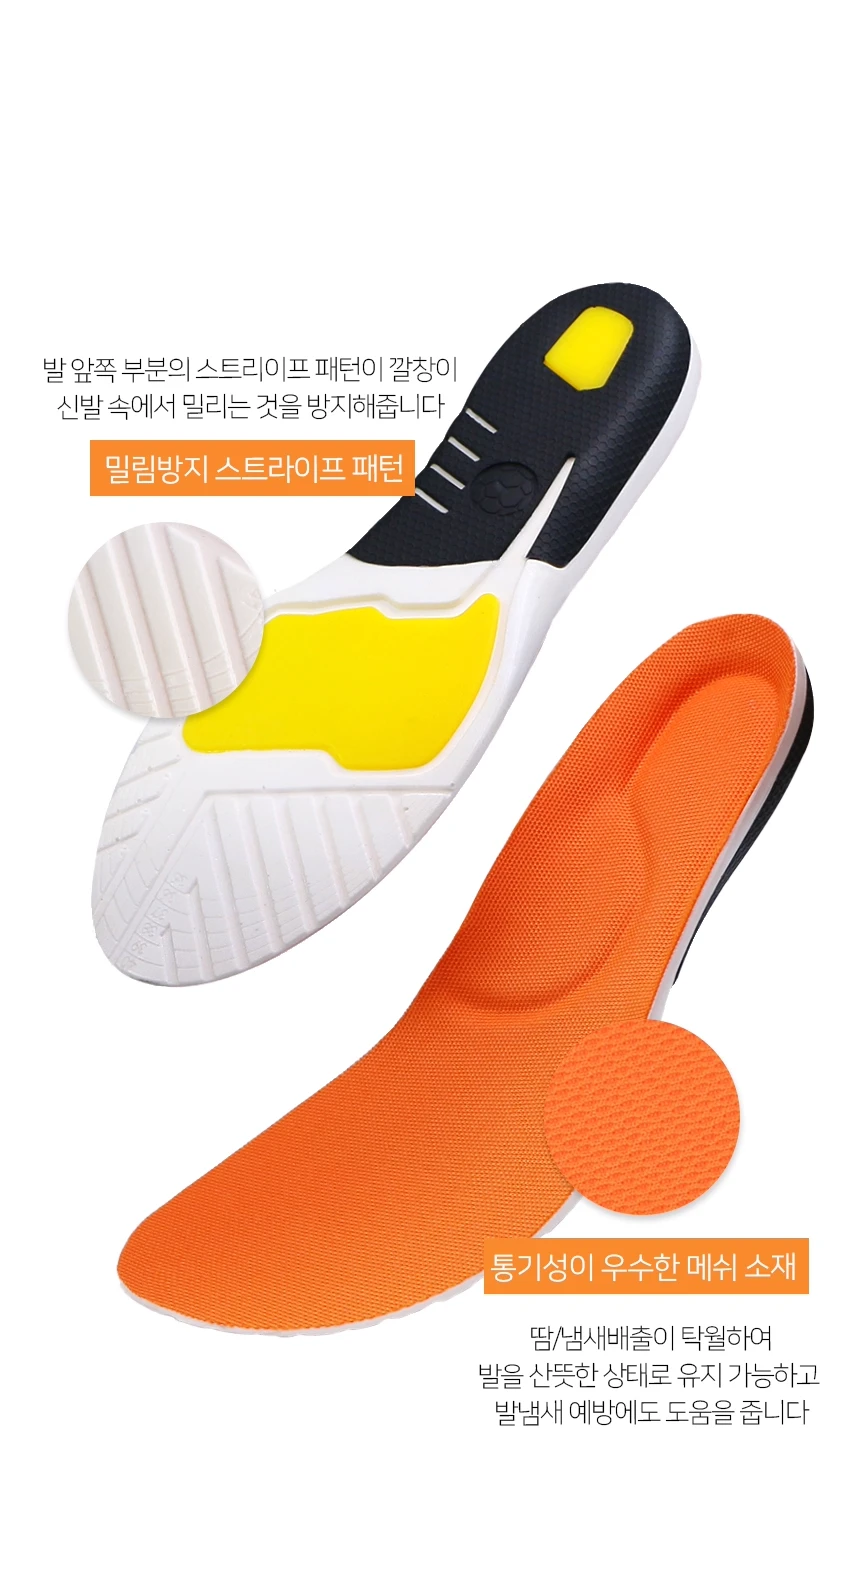 발 앞쪽 부분의 스트리이프 패턴이 깔창이
신발 속에서 밀리는 것을 방지해줍니다
밀림방지 스트라이프 패턴
통기성이 우수한 메쉬 소재
땀/냄새배출이 탁월하여
발을 산뜻한 상태로 유지 가능하고
발냄새 예방에도 도움을 줍니다